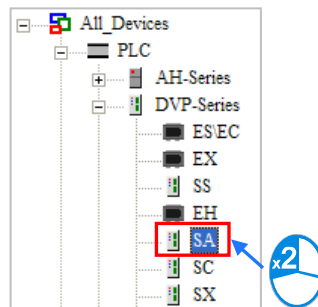 All_Devices
PLC
AH-Series
DVP-Series
ES\EC
EX
SS
EH
SA
x2
SC
SX